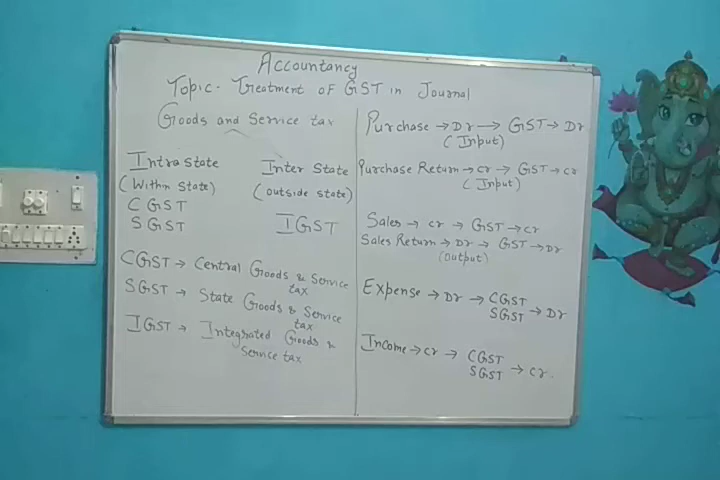 Accountancy
Topic - Treatment of GST in Journal
Goods and Service tax
Intra State Inter State
(Within State) (outside state)
CGST
SGST IGST
CGST → Central Goods & Service
tax
SGST → State Goods & Service
tax
IGST → Integrated Goods &
Service tax
Purchase → Dr → GST → Dr
(Input)
Purchase Return → cr → GST → cr
(Input)
Sales → cr → GST → cr
Sales Return → Dr → GST → Dr
(output)
Expense → Dr → CGST
SGST → Dr
Income → cr → CGST
SGST → cr.